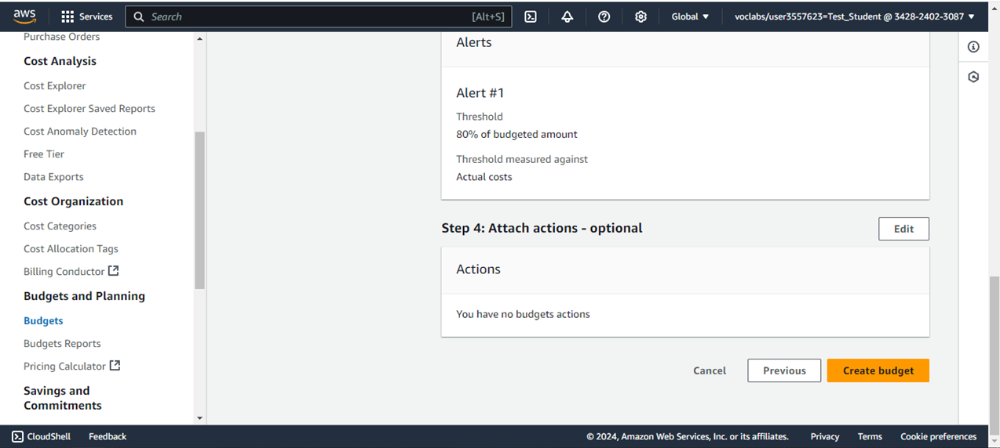 aws
Services
Search
[Alt+S]
Global
voclabs/user3557623=Test_Student @ 3428-2402-3087
Purchase Orders
Cost Analysis
Cost Explorer
Cost Explorer Saved Reports
Cost Anomaly Detection
Free Tier
Data Exports
Cost Organization
Cost Categories
Cost Allocation Tags
Billing Conductor
Budgets and Planning
Budgets
Budgets Reports
Pricing Calculator
Savings and
Commitments
Alerts
Alert #1
Threshold
80% of budgeted amount
Threshold measured against
Actual costs
Step 4: Attach actions - optional
Edit
Actions
You have no budgets actions
Cancel
Previous
Create budget
CloudShell
Feedback
© 2024, Amazon Web Services, Inc. or its affiliates.
Privacy
Terms
Cookie preferences